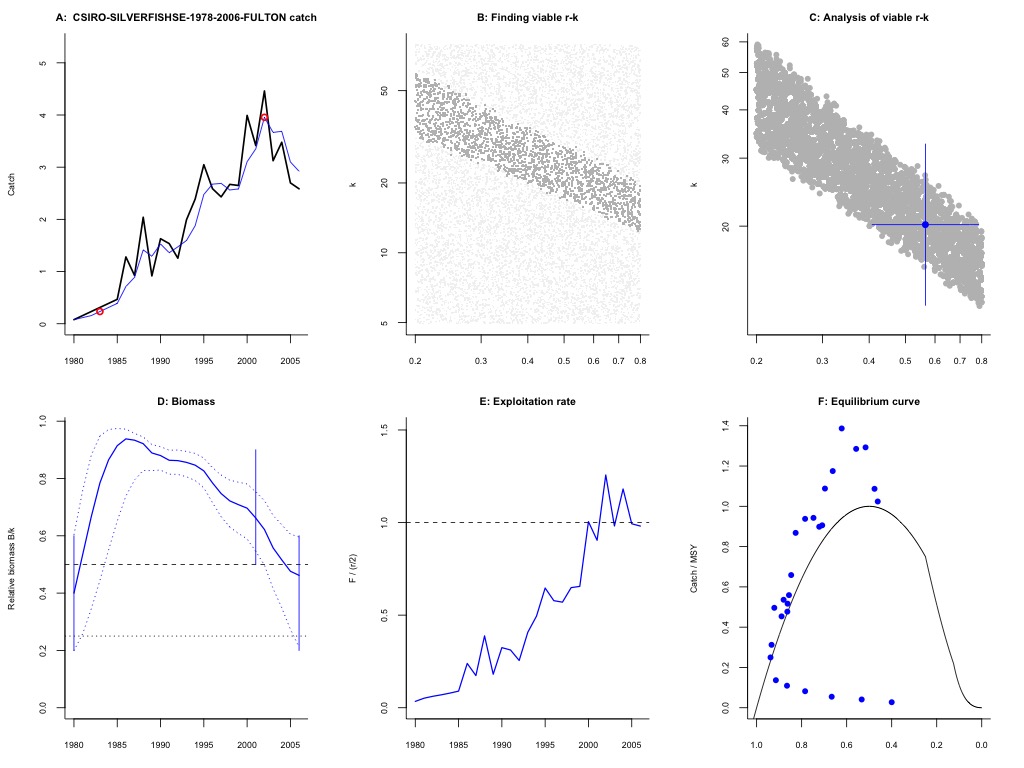 A: CSIRO-SILVERFISHSE-1978-2006-FULTON catch
Catch
5
4
3
2
1
0
1980 1985 1990 1995 2000 2005
B: Finding viable r-k
k
50
20
10
5
0.2 0.3 0.4 0.5 0.6 0.7 0.8
C: Analysis of viable r-k
k
60
50
40
30
20
0.2 0.3 0.4 0.5 0.6 0.7 0.8
D: Biomass
Relative biomass B/k
1.0
0.8
0.6
0.4
0.2
0.0
1980 1985 1990 1995 2000 2005
E: Exploitation rate
F / (r/2)
1.5
1.0
0.5
0.0
1980 1985 1990 1995 2000 2005
F: Equilibrium curve
Catch / MSY
1.4
1.2
1.0
0.8
0.6
0.4
0.2
0.0
1.0 0.8 0.6 0.4 0.2 0.0